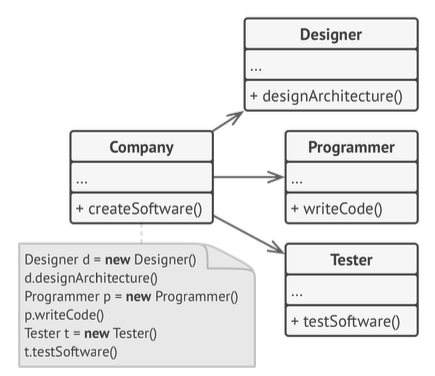 Designer
...
+ designArchitecture()
Company
...
+ createSoftware()
Programmer
...
+ writeCode()
Tester
...
+ testSoftware()
Designer d = new Designer()
d.designArchitecture()
Programmer p = new Programmer()
p.writeCode()
Tester t = new Tester()
t.testSoftware()